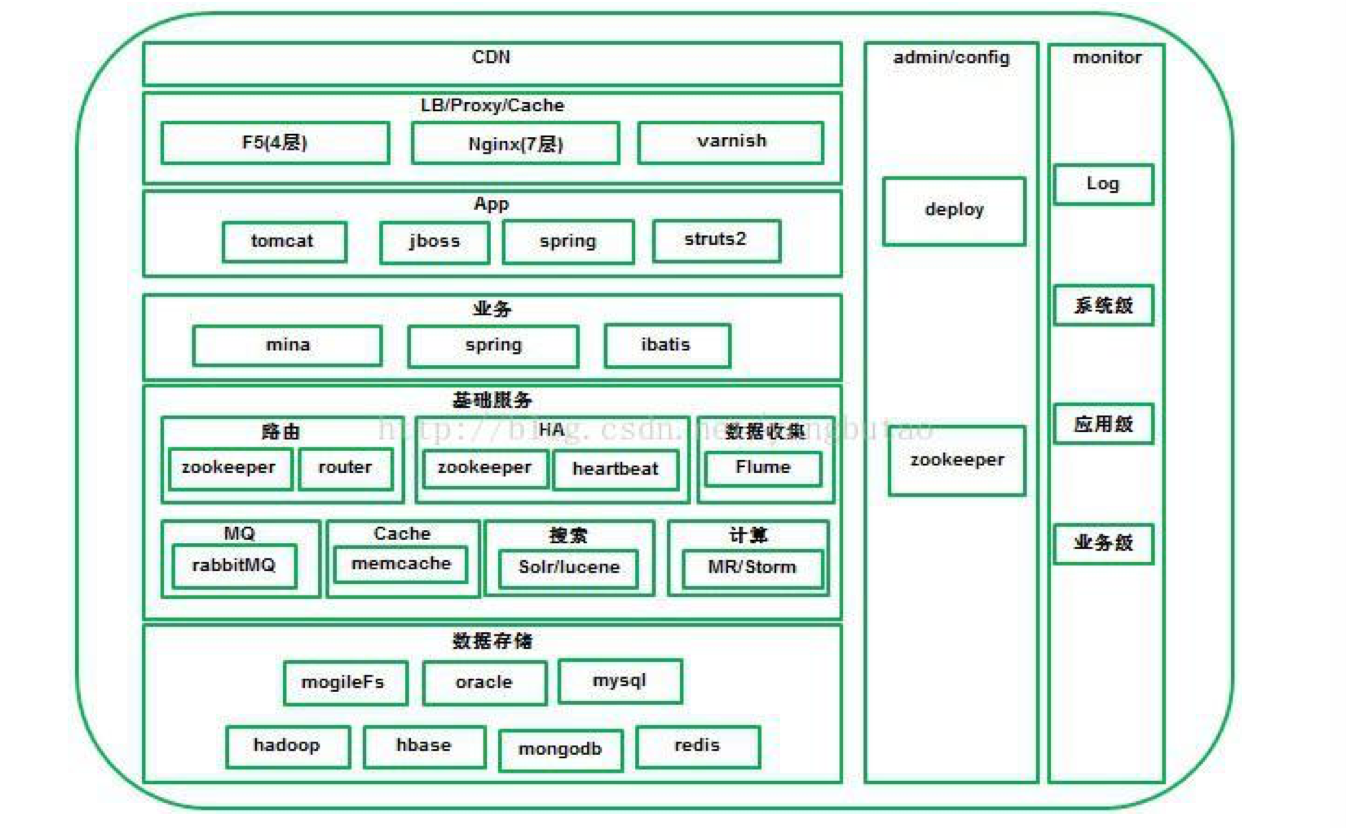 CDN
LB/Proxy/Cache
F5(4层)
Nginx(7层)
varnish
App
tomcat
jboss
spring
struts2
业务
mina
spring
ibatis
基础服务
路由
zookeeper
router
HA
zookeeper
heartbeat
数据收集
Flume
MQ
rabbitMQ
Cache
memcache
搜索
Solr/lucene
计算
MR/Storm
数据存储
mogileFs
oracle
mysql
hadoop
hbase
mongodb
redis
admin/config
deploy
zookeeper
monitor
Log
系统级
应用级
业务级
http://blog.csdn.net/yangbutao